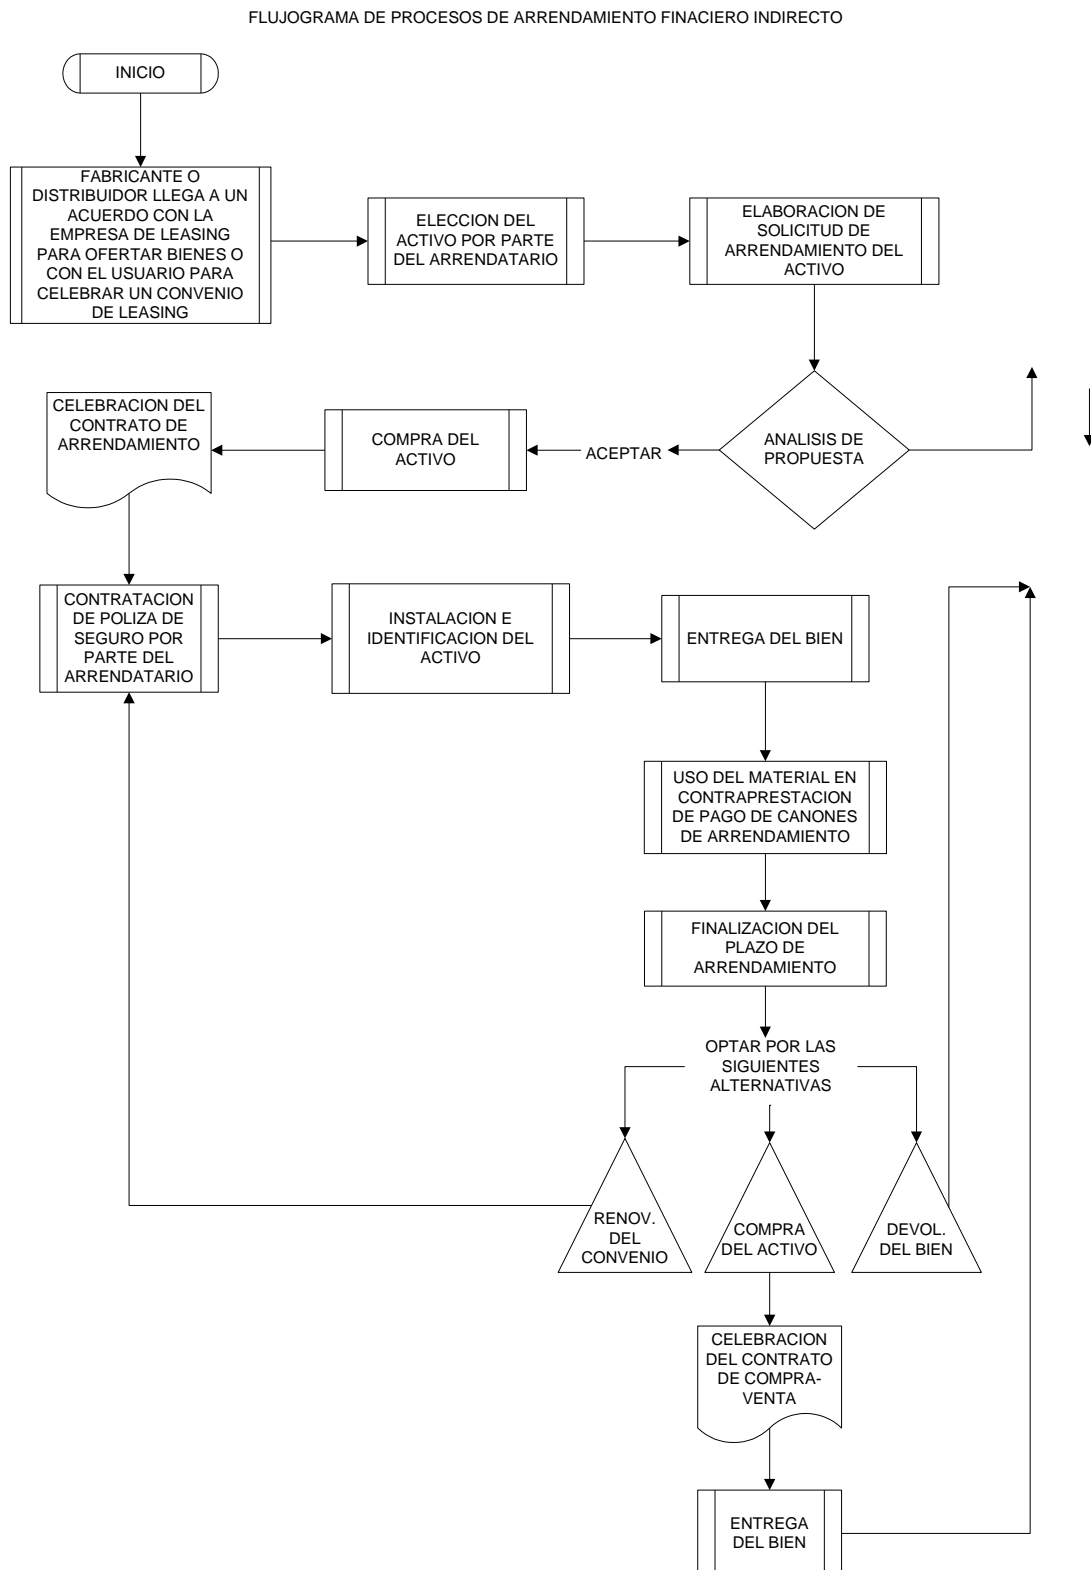 FLUJOGRAMA DE PROCESOS DE ARRENDAMIENTO FINACIERO INDIRECTO
INICIO
FABRICANTE O
DISTRIBUIDOR LLEGA A UN
ACUERDO CON LA
EMPRESA DE LEASING
PARA OFERTAR BIENES O
CON EL USUARIO PARA
CELEBRAR UN CONVENIO
DE LEASING
ELECCION DEL
ACTIVO POR PARTE
DEL ARRENDATARIO
ELABORACION DE
SOLICITUD DE
ARRENDAMIENTO DEL
ACTIVO
ANALISIS DE
PROPUESTA
ACEPTAR
COMPRA DEL
ACTIVO
CELEBRACION DEL
CONTRATO DE
ARRENDAMIENTO
CONTRATACION
DE POLIZA DE
SEGURO POR
PARTE DEL
ARRENDATARIO
INSTALACION E
IDENTIFICACION DEL
ACTIVO
ENTREGA DEL BIEN
USO DEL MATERIAL EN
CONTRAPRESTACION
DE PAGO DE CANONES
DE ARRENDAMIENTO
FINALIZACION DEL
PLAZO DE
ARRENDAMIENTO
OPTAR POR LAS
SIGUIENTES
ALTERNATIVAS
RENOV.
DEL
CONVENIO
COMPRA
DEL ACTIVO
DEVOL.
DEL BIEN
CELEBRACION
DEL CONTRATO
DE COMPRA-
VENTA
ENTREGA
DEL BIEN